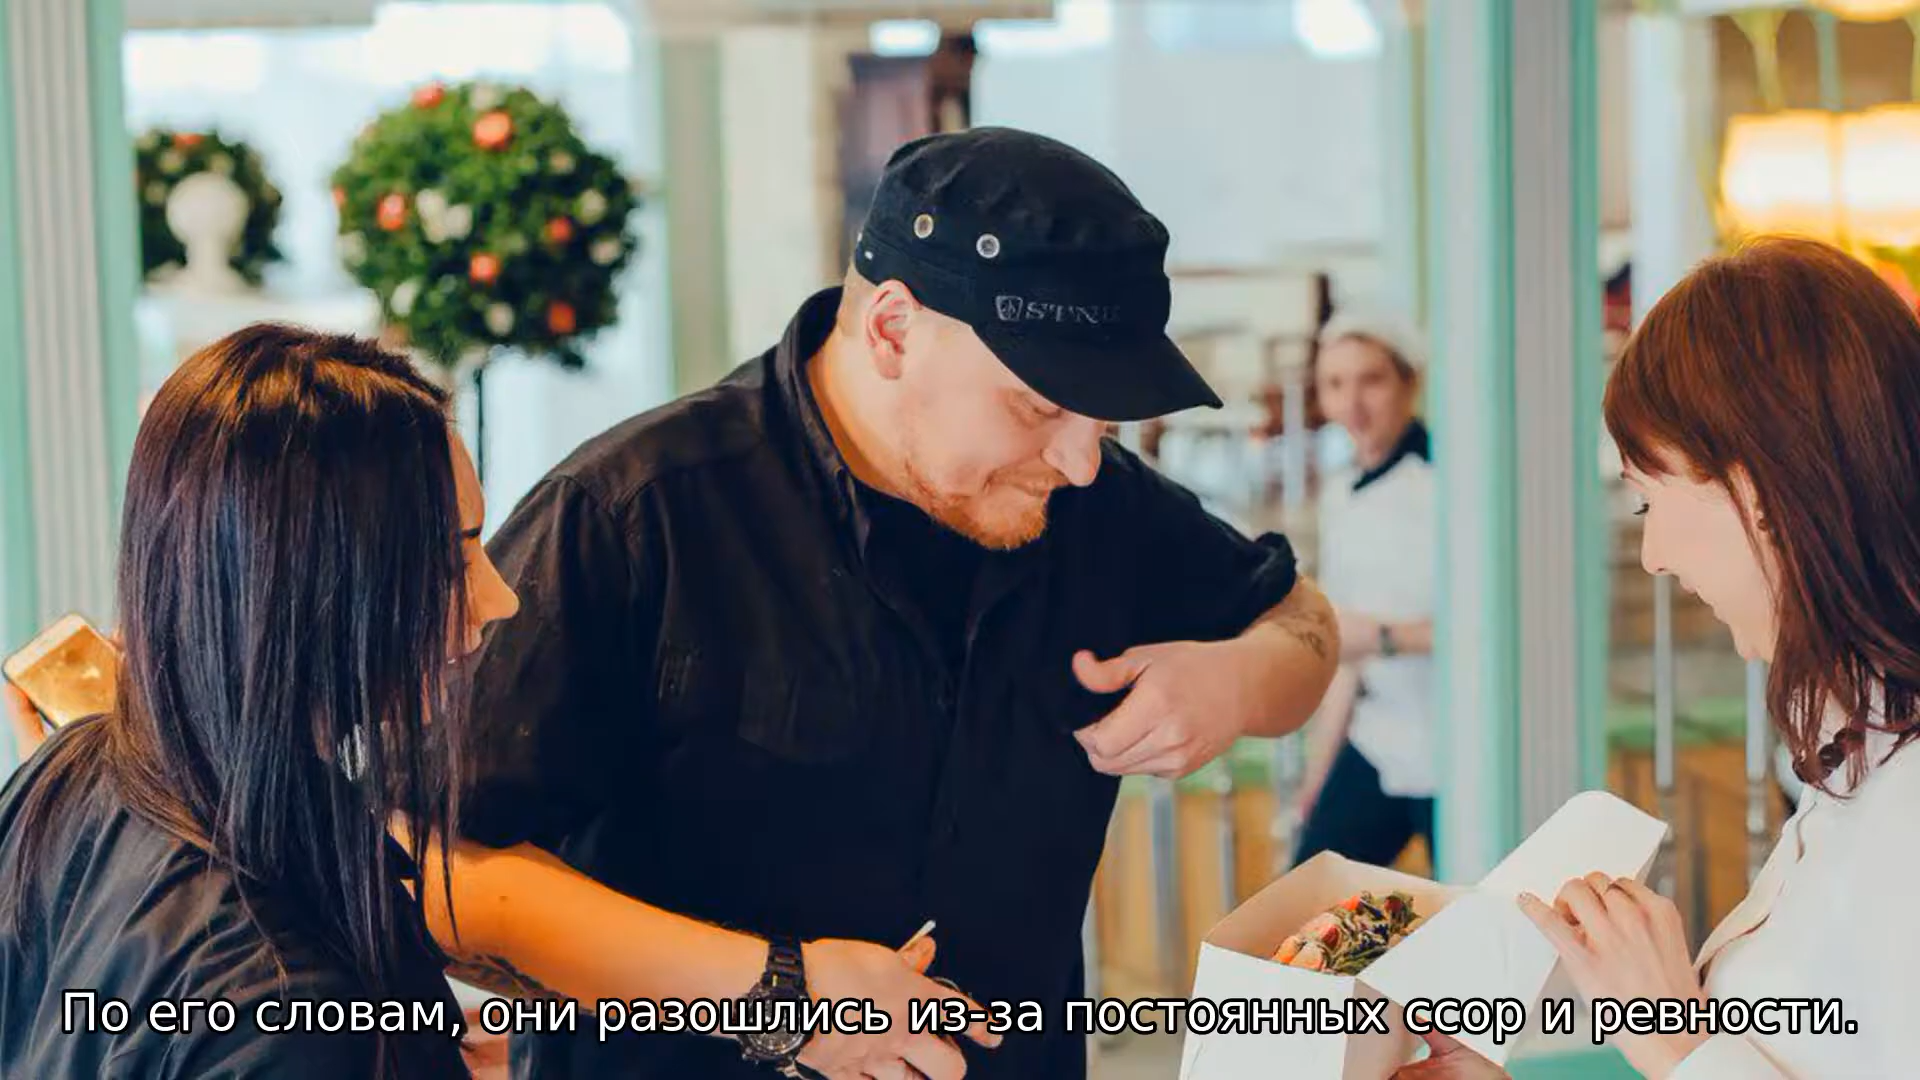 По его словам, они разошлись из-за постоянных ссор и ревности.